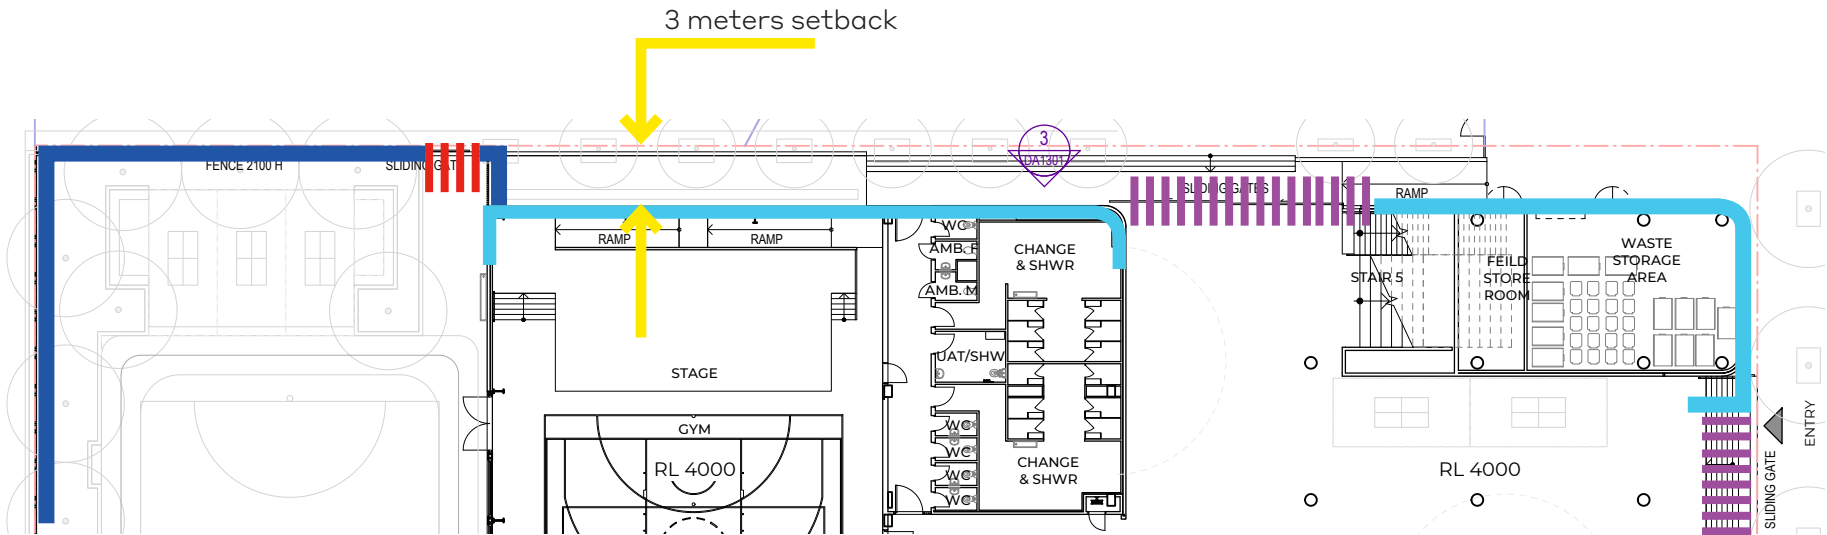 3 meters setback
3
DA1301
FENCE 2100 H
SLIDING GAT
SLIDING GATES
RAMP
RAMP
RAMP
WC
AMB. F
AMB. M
CHANGE
& SHWR
STAIR 5
FEILD
STORE
ROOM
WASTE
STORAGE
AREA
UAT/SHW
STAGE
GYM
RL 4000
WC
WC
WC
WC
CHANGE
& SHWR
RL 4000
ENTRY
SLIDING GATE